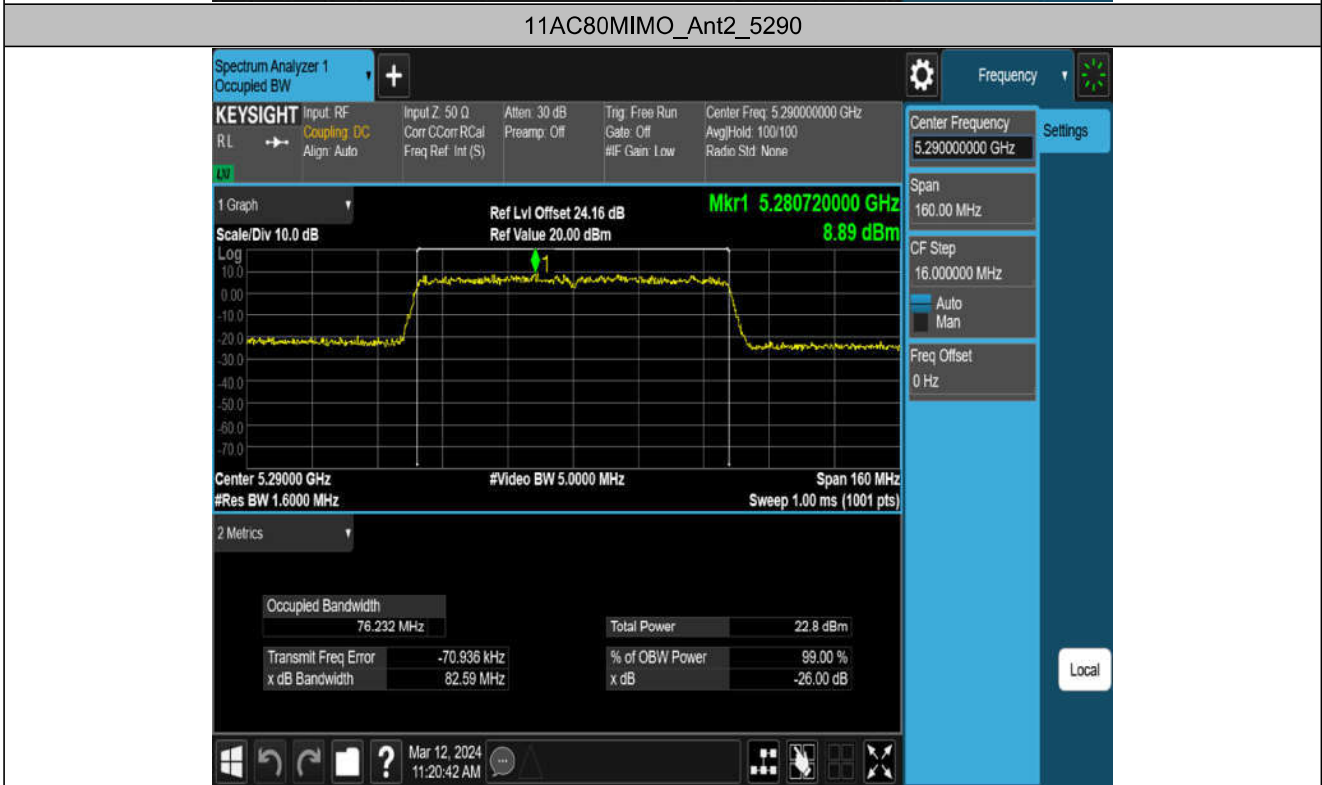 11AC80MIMO_Ant2_5290
Spectrum Analyzer 1
Occupied BW
+
Frequency
KEYSIGHT
R L
LXI
Input: RF
Coupling: DC
Align: Auto
Input Z: 50 Ω
Corr CCorr RCal
Freq Ref: Int (S)
Atten: 30 dB
Preamp: Off
Trig: Free Run
Gate: Off
#IF Gain: Low
Center Freq: 5.290000000 GHz
Avg|Hold: 100/100
Radio Std: None
Center Frequency
5.290000000 GHz
Settings
Span
160.00 MHz
CF Step
16.000000 MHz
Auto
Man
Freq Offset
0 Hz
Local
1 Graph
Scale/Div 10.0 dB
Ref Lvl Offset 24.16 dB
Ref Value 20.00 dBm
Mkr1 5.280720000 GHz
8.89 dBm
Log
1
10.0
0.00
-10.0
-20.0
-30.0
-40.0
-50.0
-60.0
-70.0
Center 5.29000 GHz
#Video BW 5.0000 MHz
Span 160 MHz
#Res BW 1.6000 MHz
Sweep 1.00 ms (1001 pts)
2 Metrics
Occupied Bandwidth
76.232 MHz
Total Power 22.8 dBm
Transmit Freq Error -70.936 kHz
% of OBW Power 99.00 %
x dB Bandwidth 82.59 MHz
x dB -26.00 dB
?
Mar 12, 2024
11:20:42 AM